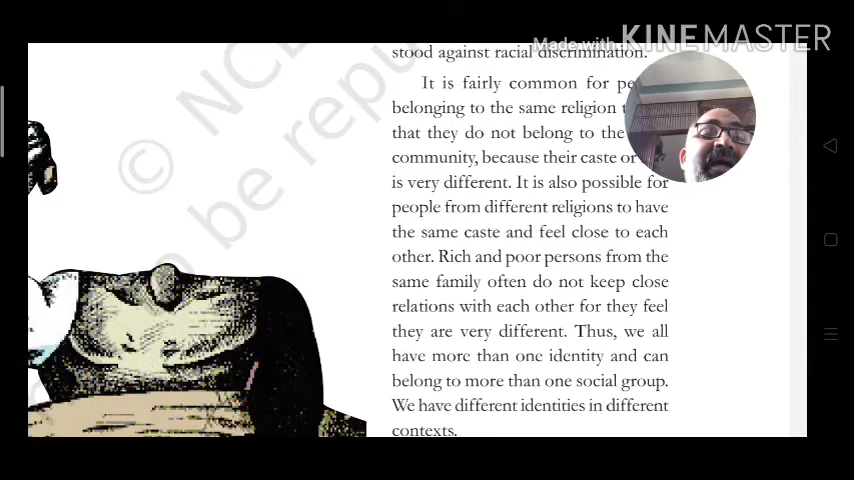 Made with KINEMASTER
© NCE
o be repu
stood against racial discrimination.
It is fairly common for
belonging to the same religion
that they do not belong to the
community, because their caste or
is very different. It is also possible for
people from different religions to have
the same caste and feel close to each
other. Rich and poor persons from the
same family often do not keep close
relations with each other for they feel
they are very different. Thus, we all
have more than one identity and can
belong to more than one social group.
We have different identities in different
contexts.